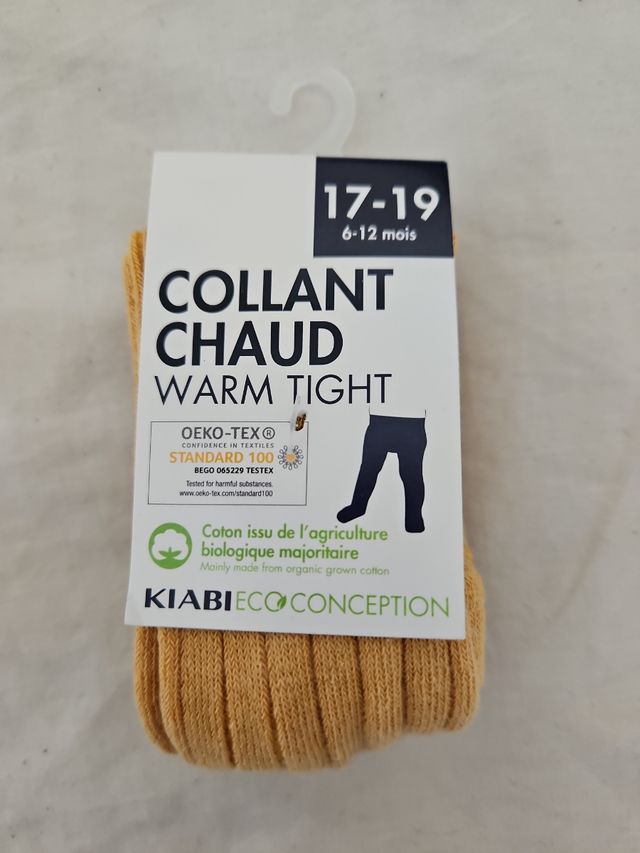 17-19
6-12 mois
COLLANT
CHAUD
WARM TIGHT
OEKO-TEX®
CONFIDENCE IN TEXTILES
STANDARD 100
BEGO 065229 TESTEX
Tested for harmful substances.
www.oeko-tex.com/standard100
Coton issu de l'agriculture
biologique majoritaire
Mainly made from organic grown cotton
KIABI ECO CONCEPTION